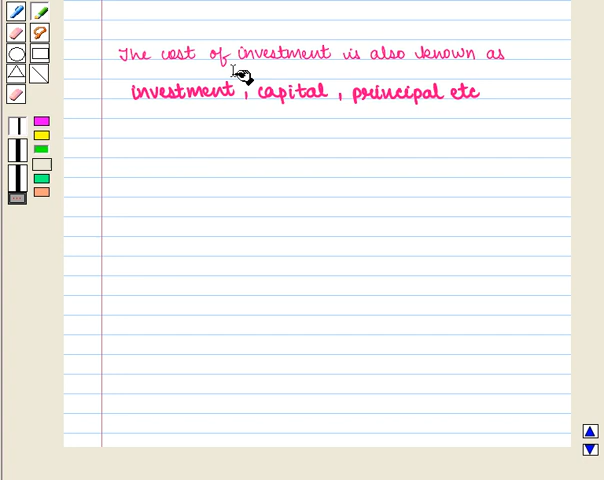 The cost of investment is also known as
investment, capital, principal etc